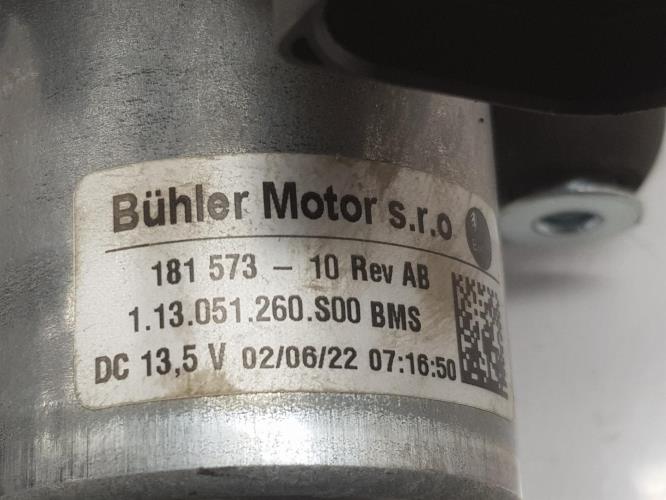 Bühler Motor s.r.o
181 573 - 10 Rev AB
1.13.051.260.S00 BMS
DC 13,5 V 02/06/22 07:16:50